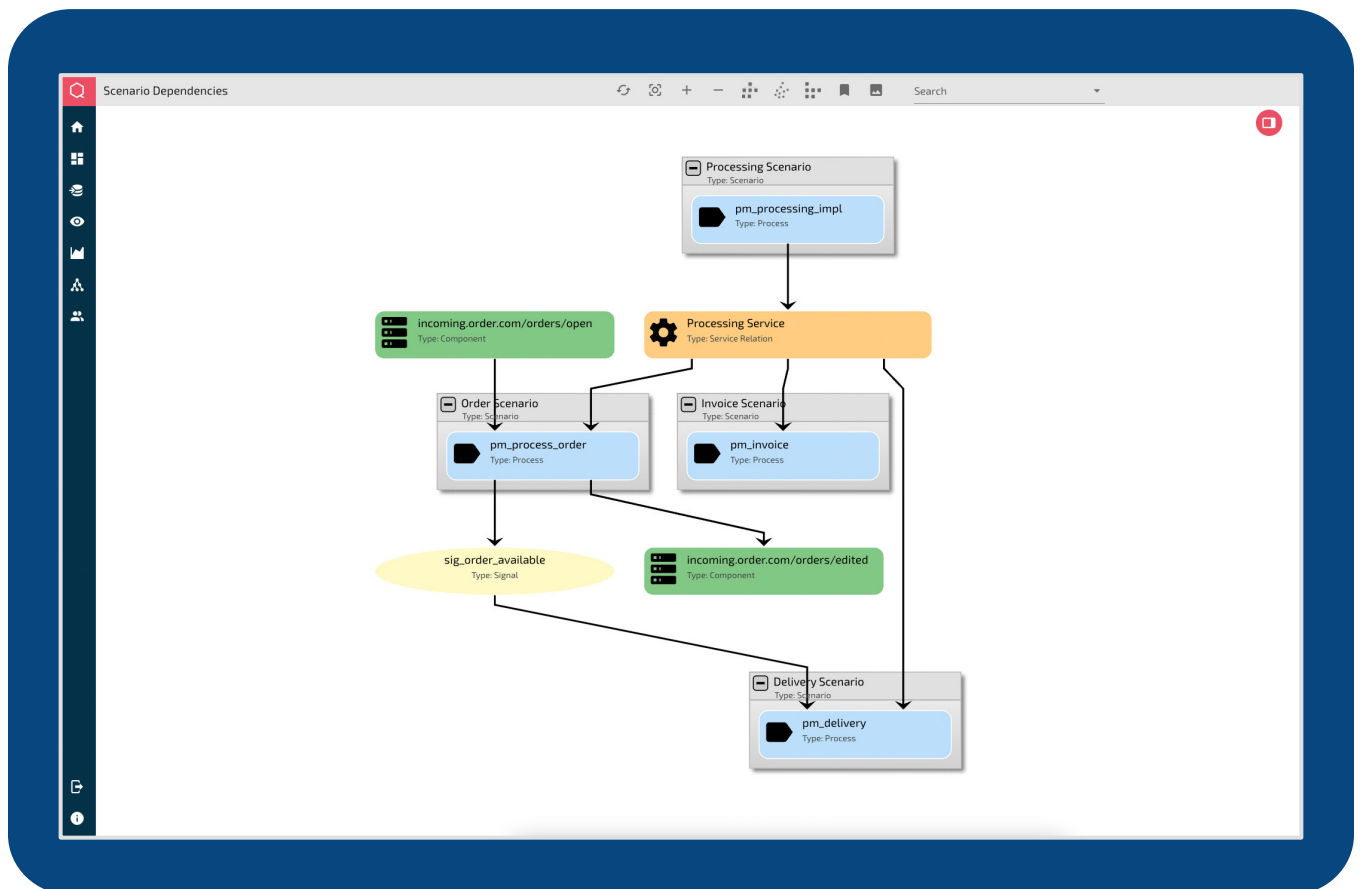 Scenario Dependencies
Search
Processing Scenario
Type: Scenario
pm_processing_impl
Type: Process
incoming.order.com/orders/open
Type: Component
Processing Service
Type: Service Relation
Order Scenario
Type: Scenario
pm_process_order
Type: Process
Invoice Scenario
Type: Scenario
pm_invoice
Type: Process
sig_order_available
Type: Signal
incoming.order.com/orders/edited
Type: Component
Delivery Scenario
Type: Scenario
pm_delivery
Type: Process